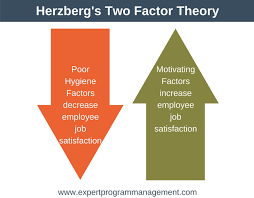 Herzberg's Two Factor Theory
Poor
Hygiene
Factors
decrease
employee
job
satisfaction
Motivating
Factors
increase
employee
job
satisfaction
www.expertprogrammanagement.com